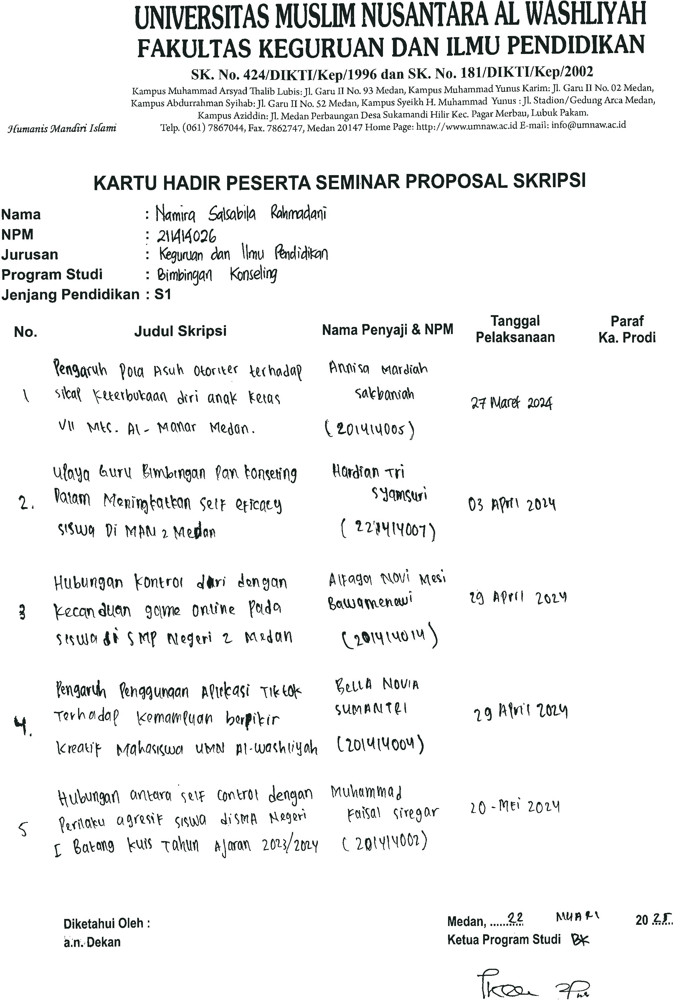 UNIVERSITAS MUSLIM NUSANTARA AL WASHLIYAH
FAKULTAS KEGURUAN DAN ILMU PENDIDIKAN
SK. No. 424/DIKTI/Kep/1996 dan SK. No. 181/DIKTI/Kep/2002
Kampus Muhammad Arsyad Thalib Lubis: Jl. Garu II No. 93 Medan, Kampus Muhammad Yunus Karim: Jl. Garu II No. 02 Medan,
Kampus Abdurrahman Syihab: Jl. Garu II No. 52 Medan, Kampus Syeikh H. Muhammad Yunus : Jl. Stadion/Gedung Arca Medan,
Kampus Aziddin: Jl. Medan Perbaungan Desa Sukamandi Hilir Kec. Pagar Merbau, Lubuk Pakam.
Humanis Mandiri Islami Telp. (061) 7867044, Fax. 7862747, Medan 20147 Home Page: http://www.umnaw.ac.id E-mail: info@umnaw.ac.id
KARTU HADIR PESERTA SEMINAR PROPOSAL SKRIPSI
Nama : Namira Salsabila Rahmadani
NPM : 211414026
Jurusan : Keguruan dan Ilmu Pendidikan
Program Studi : Bimbingan Konseling
Jenjang Pendidikan : S1
No. Judul Skripsi Nama Penyaji & NPM Tanggal Pelaksanaan Paraf Ka. Prodi
1 Pengaruh Pola Asuh Otoriter terhadap
sikap keterbukaan diri anak kelas
VII Mts. Al-Manar Medan.
Annisa Mardiah
Sakbaniah
(201414005)
27 Maret 2024
2. Upaya Guru Bimbingan Dan konseling
Dalam Meningkatkan Self eficacy
siswa Di MAN 2 Medan
Hardian Tri
Syamsuri
(221414007)
03 April 2024
3 Hubungan kontrol dari dengan
kecanduan game online Pada
siswa di SMP Negeri 2 Medan
Novi Mesi
(201414014)
29 April 2024
4. Pengaruh Penggunaan Aplikasi Tiktok
Terhadap kemampuan berpikir
kreatif Mahasiswa UMN Al-washliyah
BELLA NOVIA
SUMANTRI
(201414004)
29 April 2024
5 Hubungan antara self control dengan
Perilaku agresif siswa di SMA Negeri
I Batang kuis Tahun Ajaran 2023/2024
Muhammad
Faisal Siregar
(201414002)
20 - Mei 2024
Diketahui Oleh :
a.n. Dekan
Medan, ......22 20 25
Ketua Program Studi BK